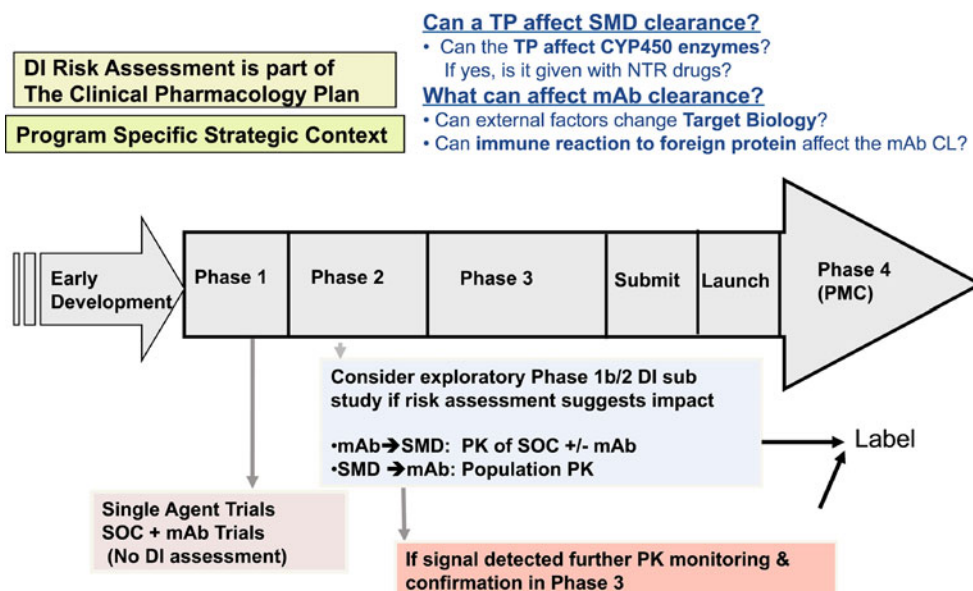 DI Risk Assessment is part of
The Clinical Pharmacology Plan
Program Specific Strategic Context
Can a TP affect SMD clearance?
• Can the TP affect CYP450 enzymes?
If yes, is it given with NTR drugs?
What can affect mAb clearance?
• Can external factors change Target Biology?
• Can immune reaction to foreign protein affect the mAb CL?
Early
Development
Phase 1
Phase 2
Phase 3
Submit
Launch
Phase 4
(PMC)
Consider exploratory Phase 1b/2 DI sub
study if risk assessment suggests impact
•mAb➔SMD: PK of SOC +/- mAb
•SMD ➔mAb: Population PK
Label
Single Agent Trials
SOC + mAb Trials
(No DI assessment)
If signal detected further PK monitoring &
confirmation in Phase 3